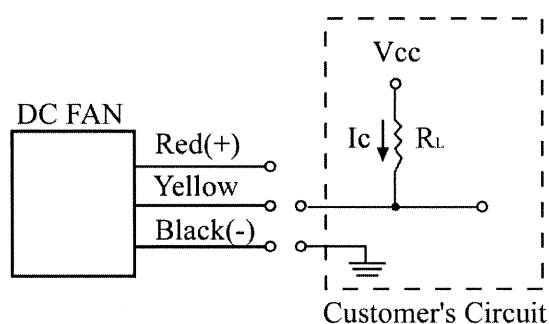 Vcc
DC FAN
Red(+)
Ic
RL
Yellow
Black(-)
Customer's Circuit